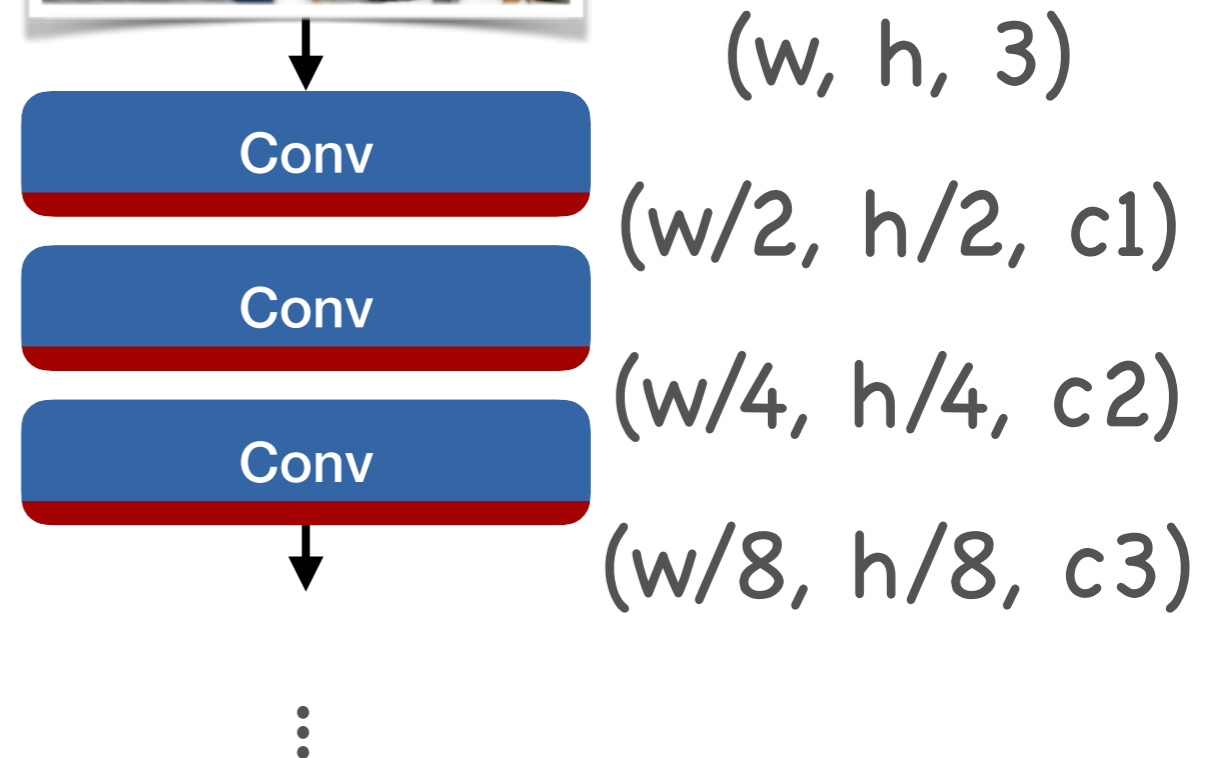 (w, h, 3)
Conv
(w/2, h/2, c1)
Conv
(w/4, h/4, c2)
Conv
(w/8, h/8, c3)